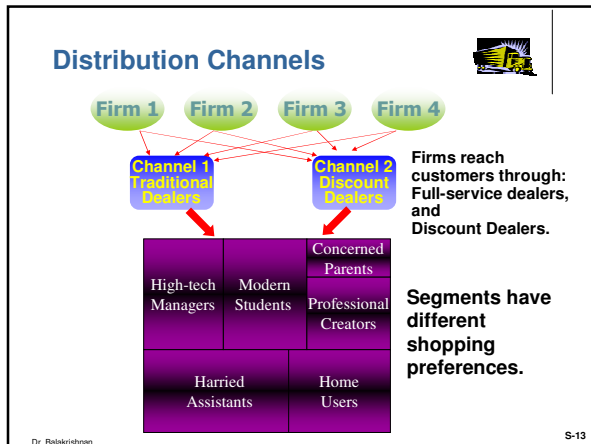 Distribution Channels
Firm 1
Firm 2
Firm 3
Firm 4
Channel 1
Traditional
Dealers
Channel 2
Discount
Dealers
Firms reach
customers through:
Full-service dealers,
and
Discount Dealers.
High-tech
Managers
Modern
Students
Concerned
Parents
Professional
Creators
Harried
Assistants
Home
Users
Segments have
different
shopping
preferences.
Dr. Balakrishnan
S-13